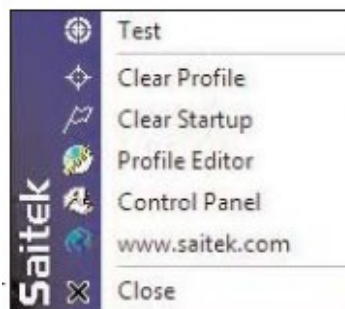 Test
Clear Profile
Clear Startup
Profile Editor
Control Panel
www.saitek.com
Close
Saitek